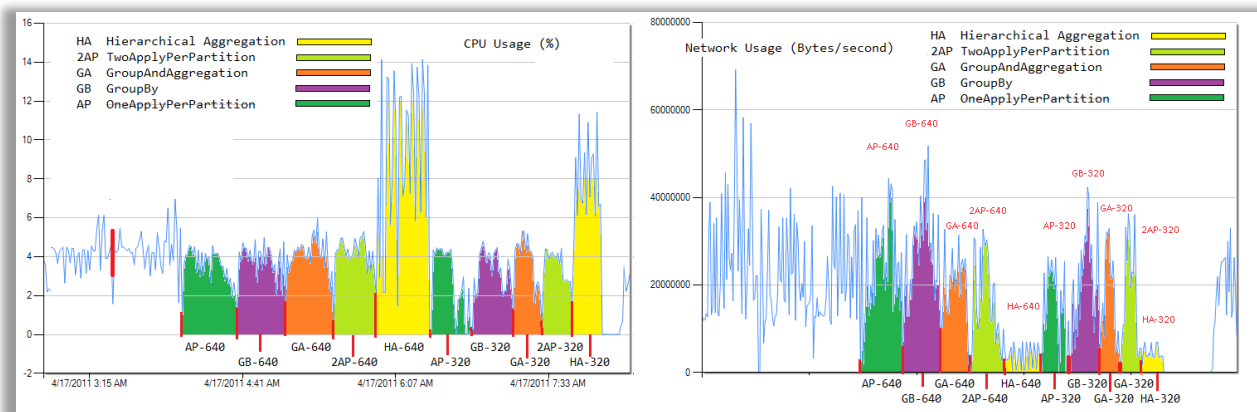 16
14
12
10
8
6
4
2
0
-2
CPU Usage (%)
HA Hierarchical Aggregation
2AP TwoApplyPerPartition
GA GroupAndAggregation
GB GroupBy
AP OneApplyPerPartition
AP-640
GB-640
GA-640
2AP-640
HA-640
AP-320
GB-320
GA-320
2AP-320
HA-320
4/17/2011 3:15 AM
4/17/2011 4:41 AM
4/17/2011 6:07 AM
4/17/2011 7:33 AM
80000000
60000000
40000000
20000000
0
Network Usage (Bytes/second)
HA Hierarchical Aggregation
2AP TwoApplyPerPartition
GA GroupAndAggregation
GB GroupBy
AP OneApplyPerPartition
AP-640
GB-640
GA-640
2AP-640
HA-640
AP-320
GB-320
GA-320
2AP-320
HA-320
AP-640
GB-640
GA-640
2AP-640
HA-640
AP-320
GB-320
GA-320
GA-320
HA-320